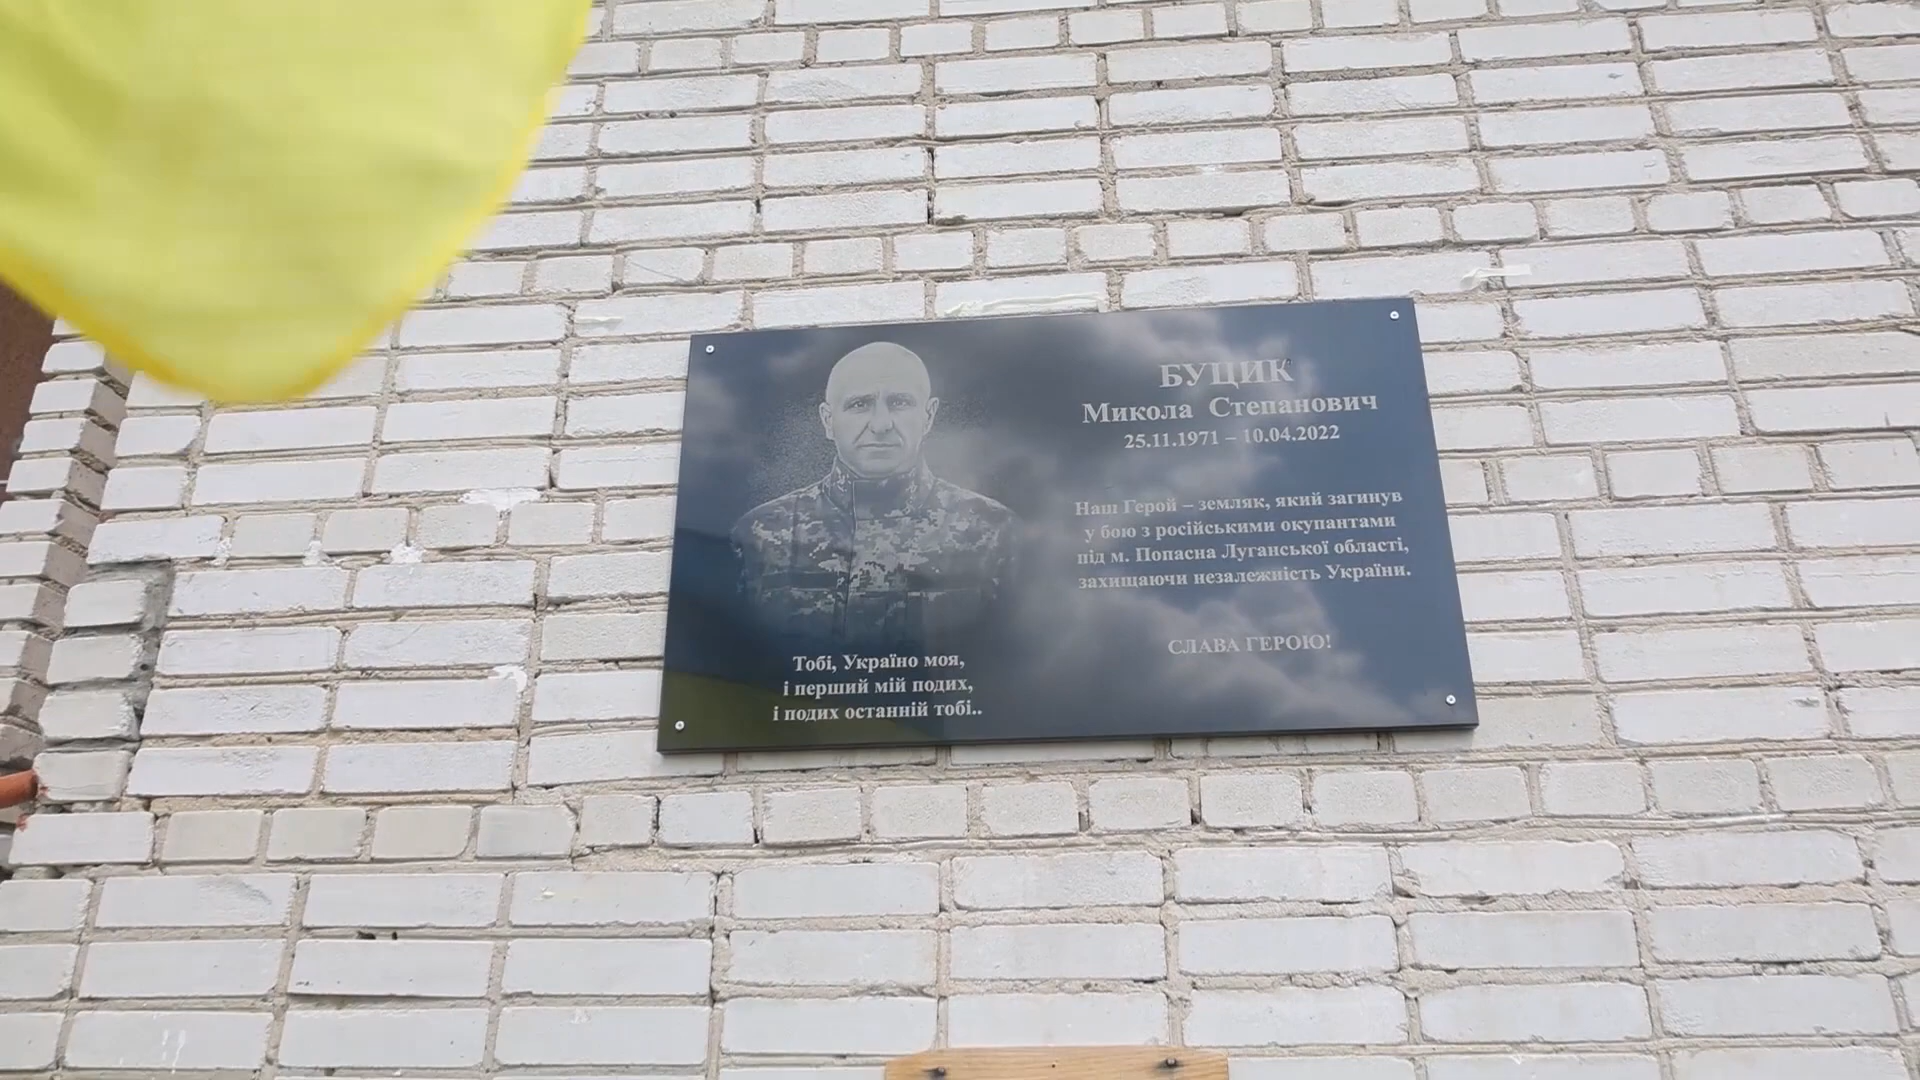 БУЦИК
Микола Степанович
25.11.1971 – 10.04.2022
Наш Герой – земляк, який загинув
у бою з російськими окупантами
під м. Попасна Луганської області,
захищаючи незалежність України.
СЛАВА ГЕРОЮ!
Тобі, Україно моя,
і перший мій подих,
і подих останній тобі..